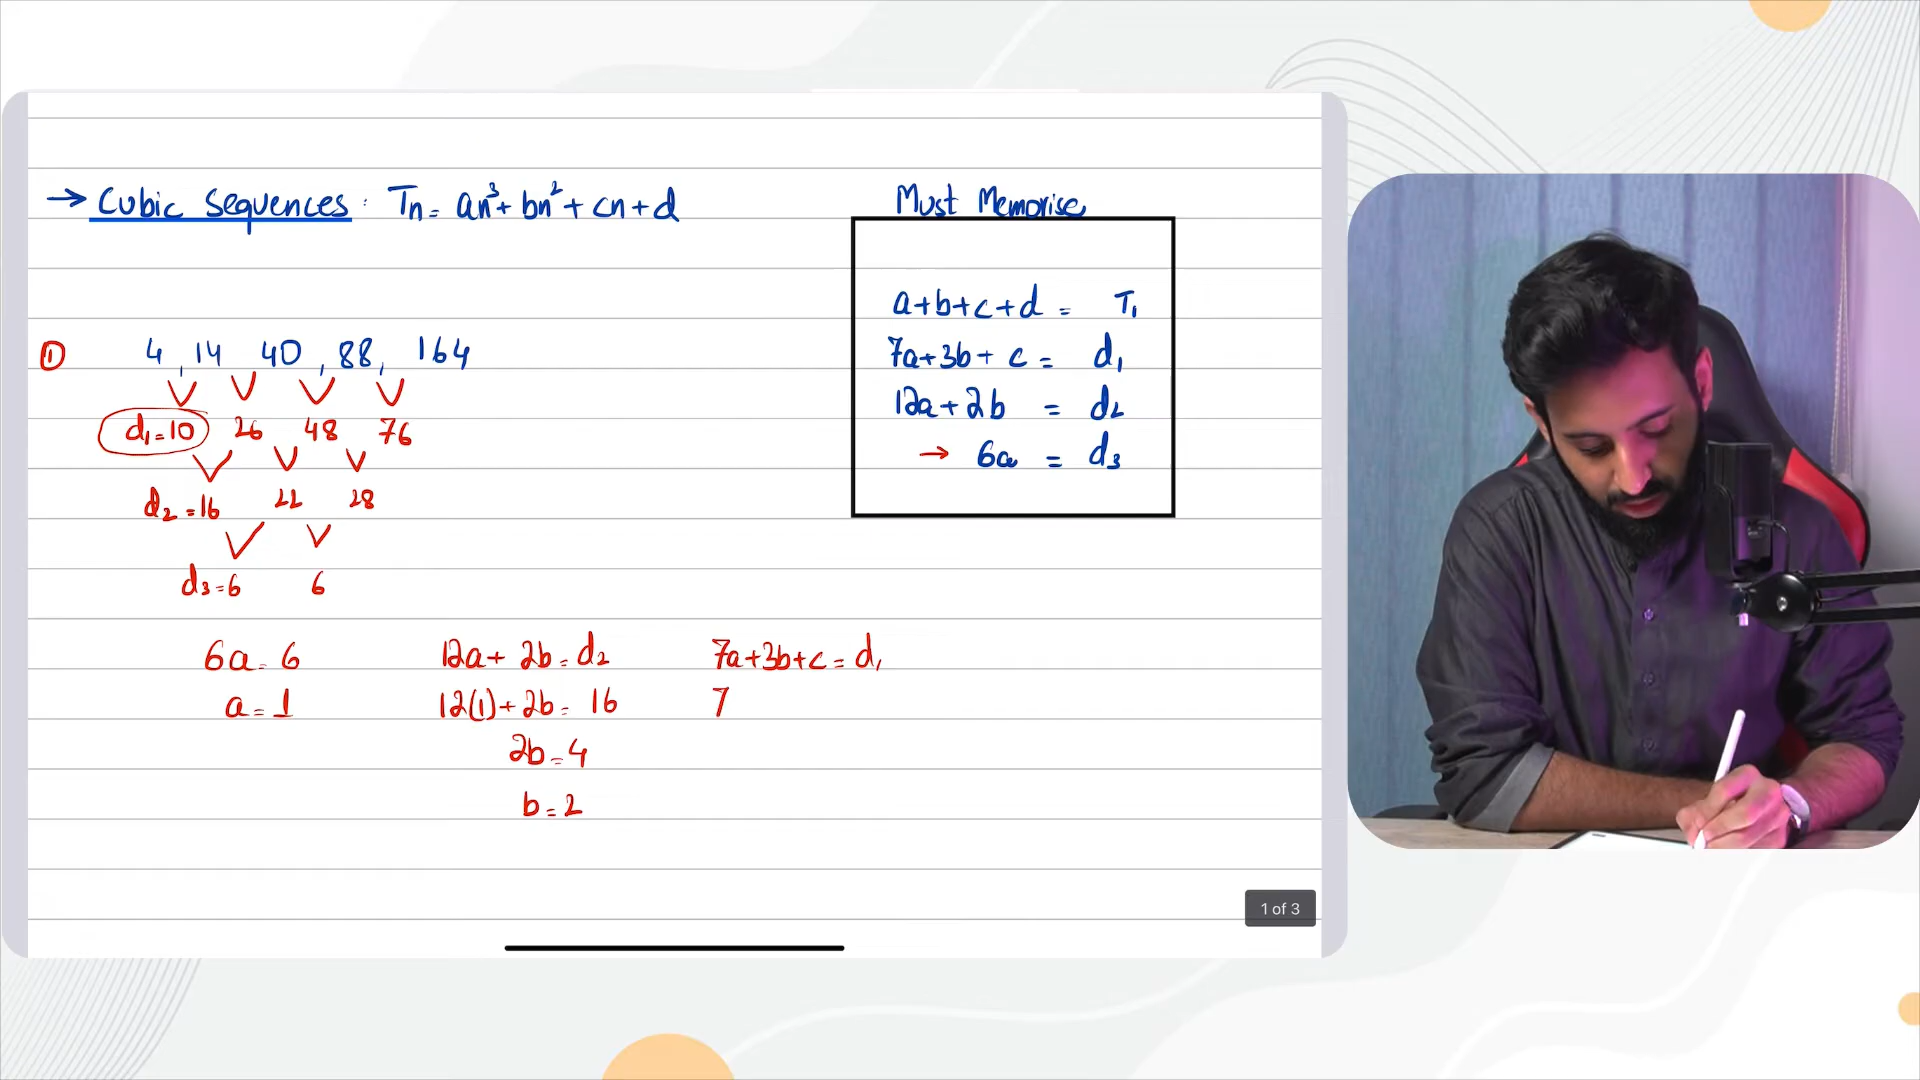 → Cubic Sequences : Tn = an³ + bn² + cn + d
Must Memorise
a+b+c+d = T₁
7a+3b+c = d₁
12a+2b = d₂
→ 6a = d₃
① 4, 14 40, 88, 164
d₁=10 26 48 76
d₂=16 22 28
d₃=6 6
6a=6
a=1
12a+2b=d₂
12(1)+2b=16
2b=4
b=2
7a+3b+c=d₁
7
1 of 3